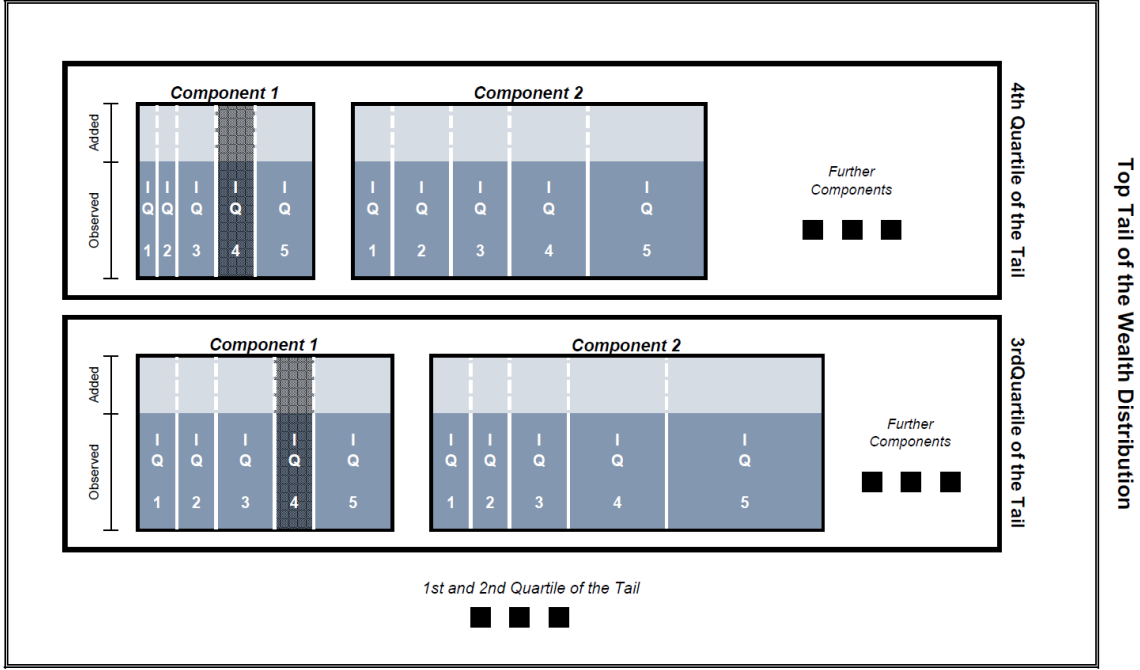 Component 1
Component 2
Added
Observed
I I I I I
Q Q Q Q Q
1 2 3 4 5
I I I I I
Q Q Q Q Q
1 2 3 4 5
Further
Components
4th Quartile of the Tail
Component 1
Component 2
Added
Observed
I I I I I
Q Q Q Q Q
1 2 3 4 5
I I I I I
Q Q Q Q Q
1 2 3 4 5
Further
Components
3rdQuartile of the Tail
1st and 2nd Quartile of the Tail
Top Tail of the Wealth Distribution